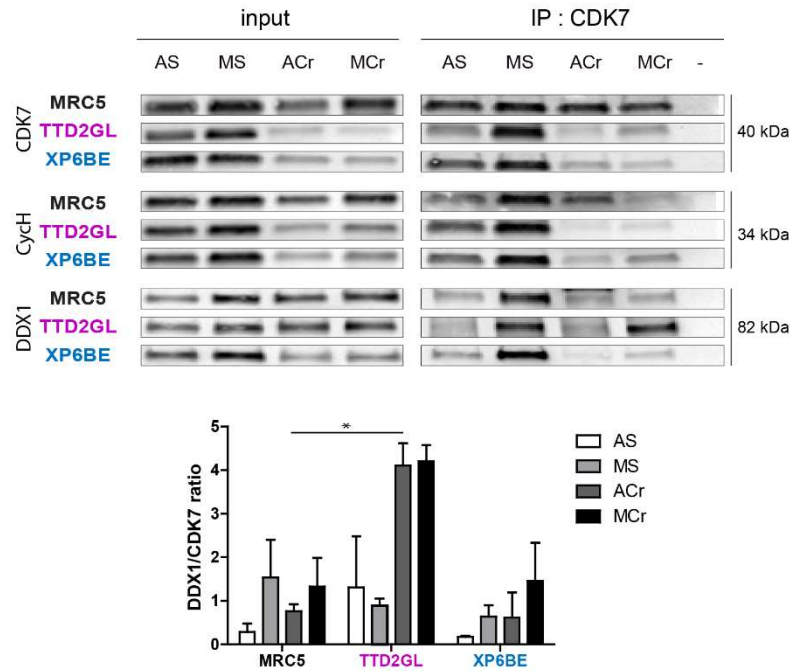 input IP : CDK7
AS MS ACr MCr AS MS ACr MCr -
CDK7
MRC5
TTD2GL
XP6BE
40 kDa
CycH
MRC5
TTD2GL
XP6BE
34 kDa
DDX1
MRC5
TTD2GL
XP6BE
82 kDa
DDX1/CDK7 ratio
5
4
3
2
1
0
*
MRC5 TTD2GL XP6BE
AS
MS
ACr
MCr